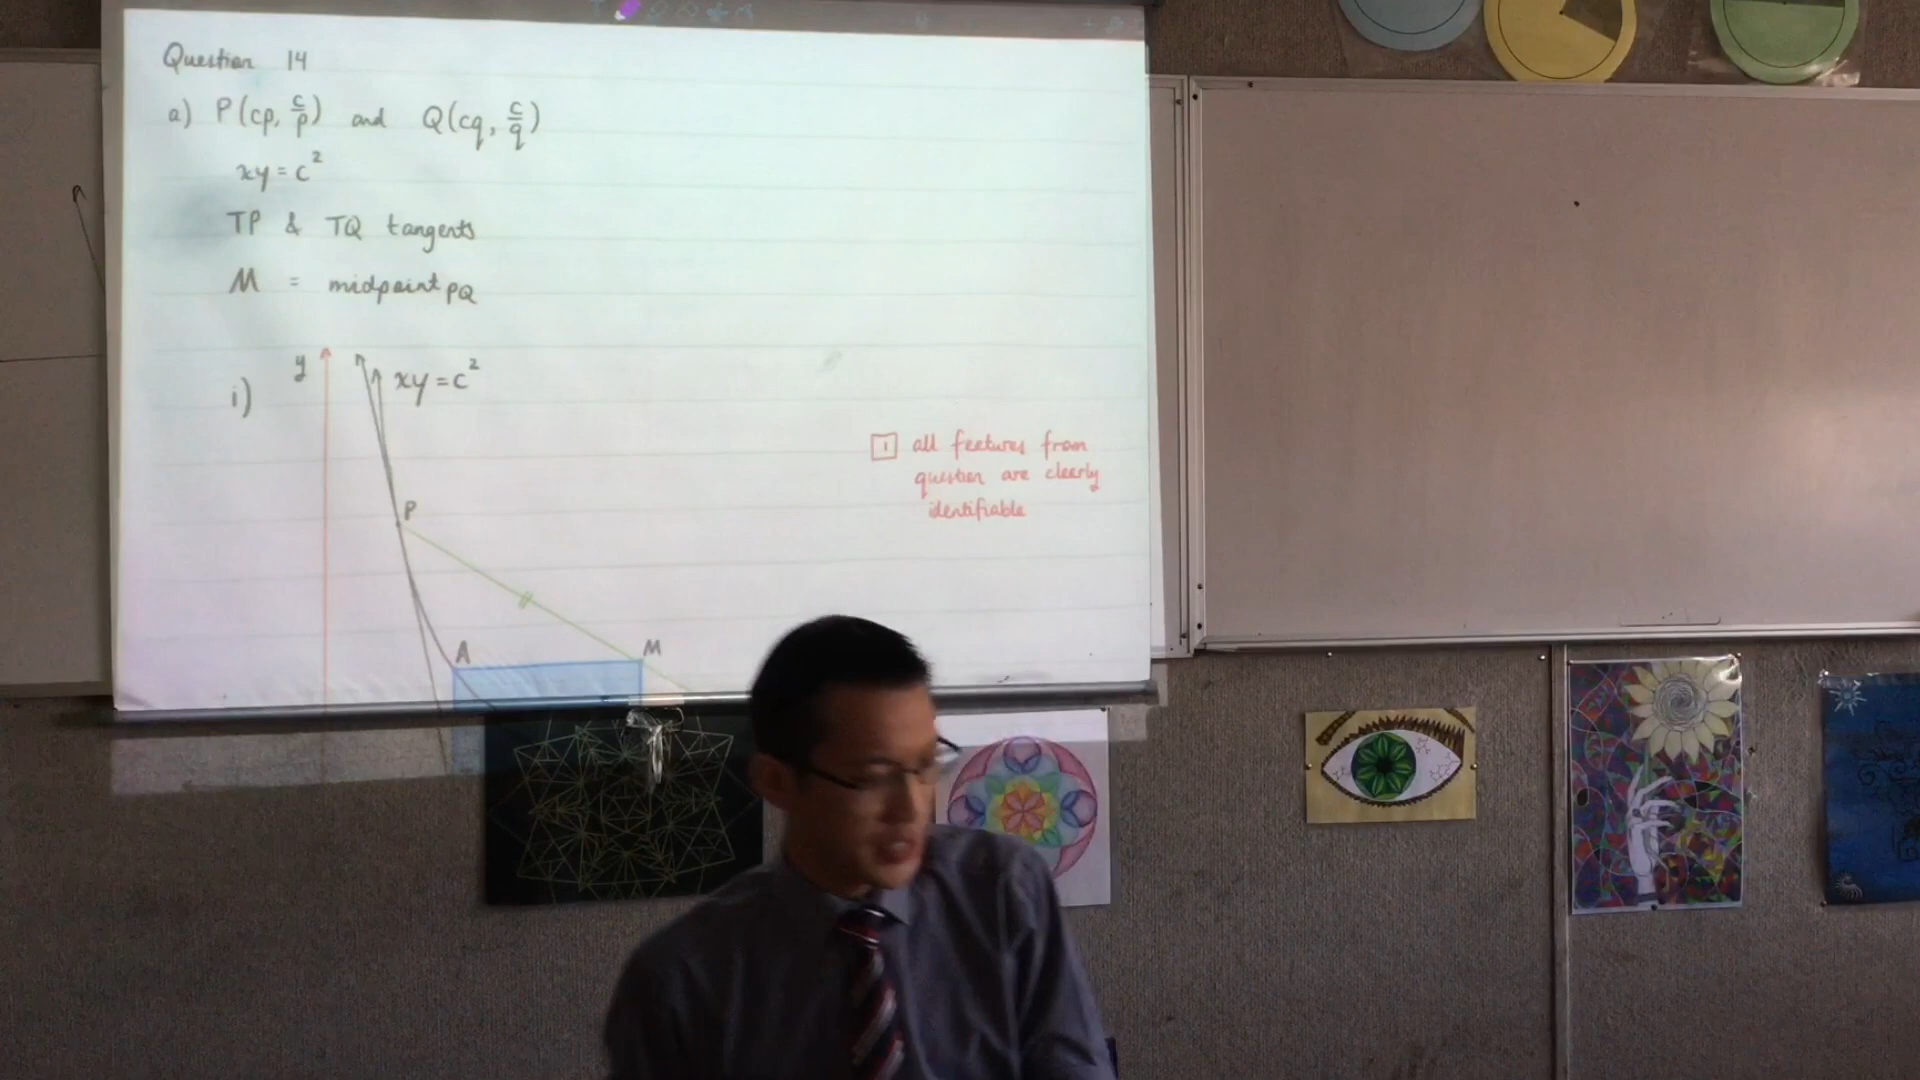 Question 14
a) P(cp, c/p) and Q(cq, c/q)
xy = c²
TP & TQ tangents
M = midpoint PQ
i)
y
xy = c²
P
A
M
1 all features from
question are clearly
identifiable